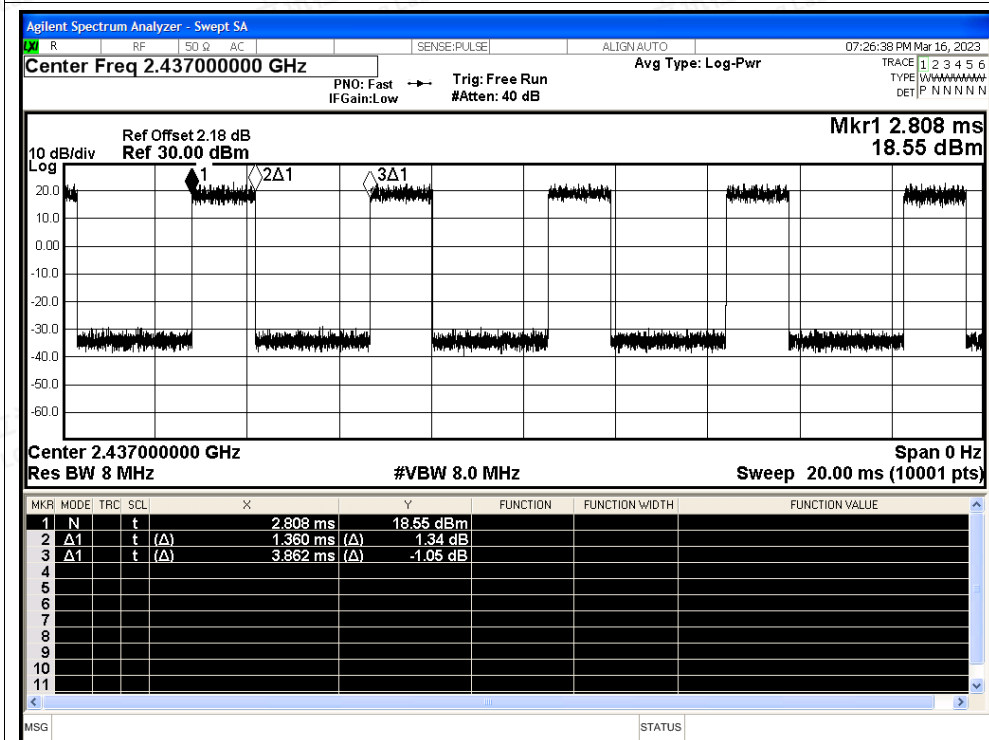 Agilent Spectrum Analyzer - Swept SA
LXI R RF 50 Ω AC SENSE:PULSE ALIGN AUTO 07:26:38 PM Mar 16, 2023
Center Freq 2.437000000 GHz Avg Type: Log-Pwr TRACE 1 2 3 4 5 6
PNO: Fast Trig: Free Run TYPE WWWWWW
IFGain:Low #Atten: 40 dB DET P N N N N N
Mkr1 2.808 ms
Ref Offset 2.18 dB
10 dB/div Ref 30.00 dBm 18.55 dBm
Log
1 2Δ1 3Δ1
20.0
10.0
0.00
-10.0
-20.0
-30.0
-40.0
-50.0
-60.0
Center 2.437000000 GHz Span 0 Hz
Res BW 8 MHz #VBW 8.0 MHz Sweep 20.00 ms (10001 pts)
MKR MODE TRC SCL X Y FUNCTION FUNCTION WIDTH FUNCTION VALUE
1 N t 2.808 ms 18.55 dBm
2 Δ1 t (Δ) 1.360 ms (Δ) 1.34 dB
3 Δ1 t (Δ) 3.862 ms (Δ) -1.05 dB
4
5
6
7
8
9
10
11
MSG STATUS